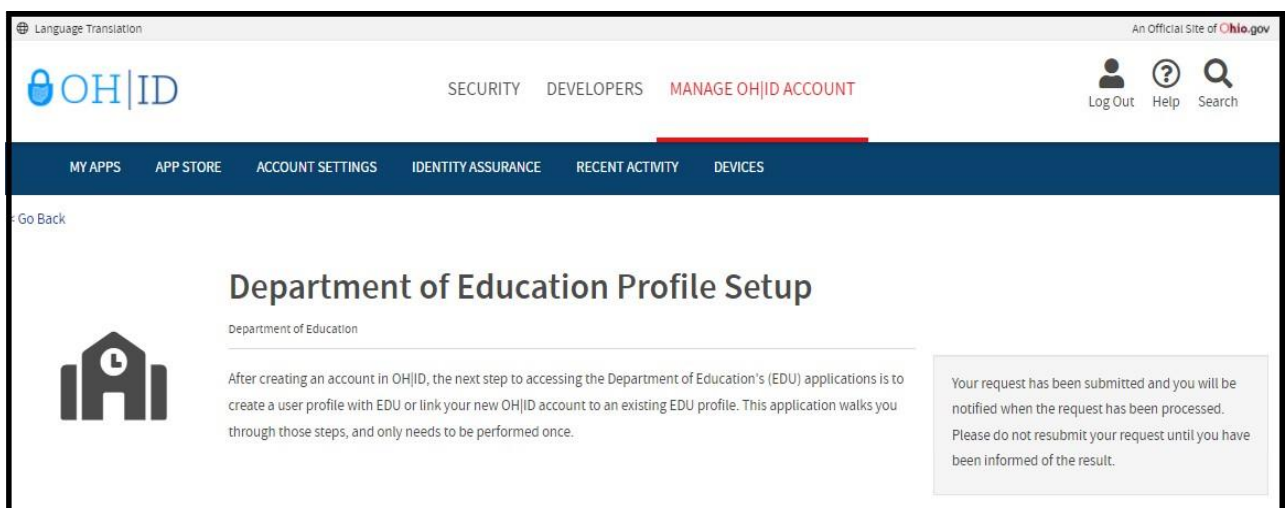 Language Translation
An Official Site of Ohio.gov
OH|ID
SECURITY DEVELOPERS MANAGE OH|ID ACCOUNT
Log Out Help Search
MY APPS APP STORE ACCOUNT SETTINGS IDENTITY ASSURANCE RECENT ACTIVITY DEVICES
< Go Back
Department of Education Profile Setup
Department of Education
After creating an account in OH|ID, the next step to accessing the Department of Education's (EDU) applications is to
create a user profile with EDU or link your new OH|ID account to an existing EDU profile. This application walks you
through those steps, and only needs to be performed once.
Your request has been submitted and you will be
notified when the request has been processed.
Please do not resubmit your request until you have
been informed of the result.